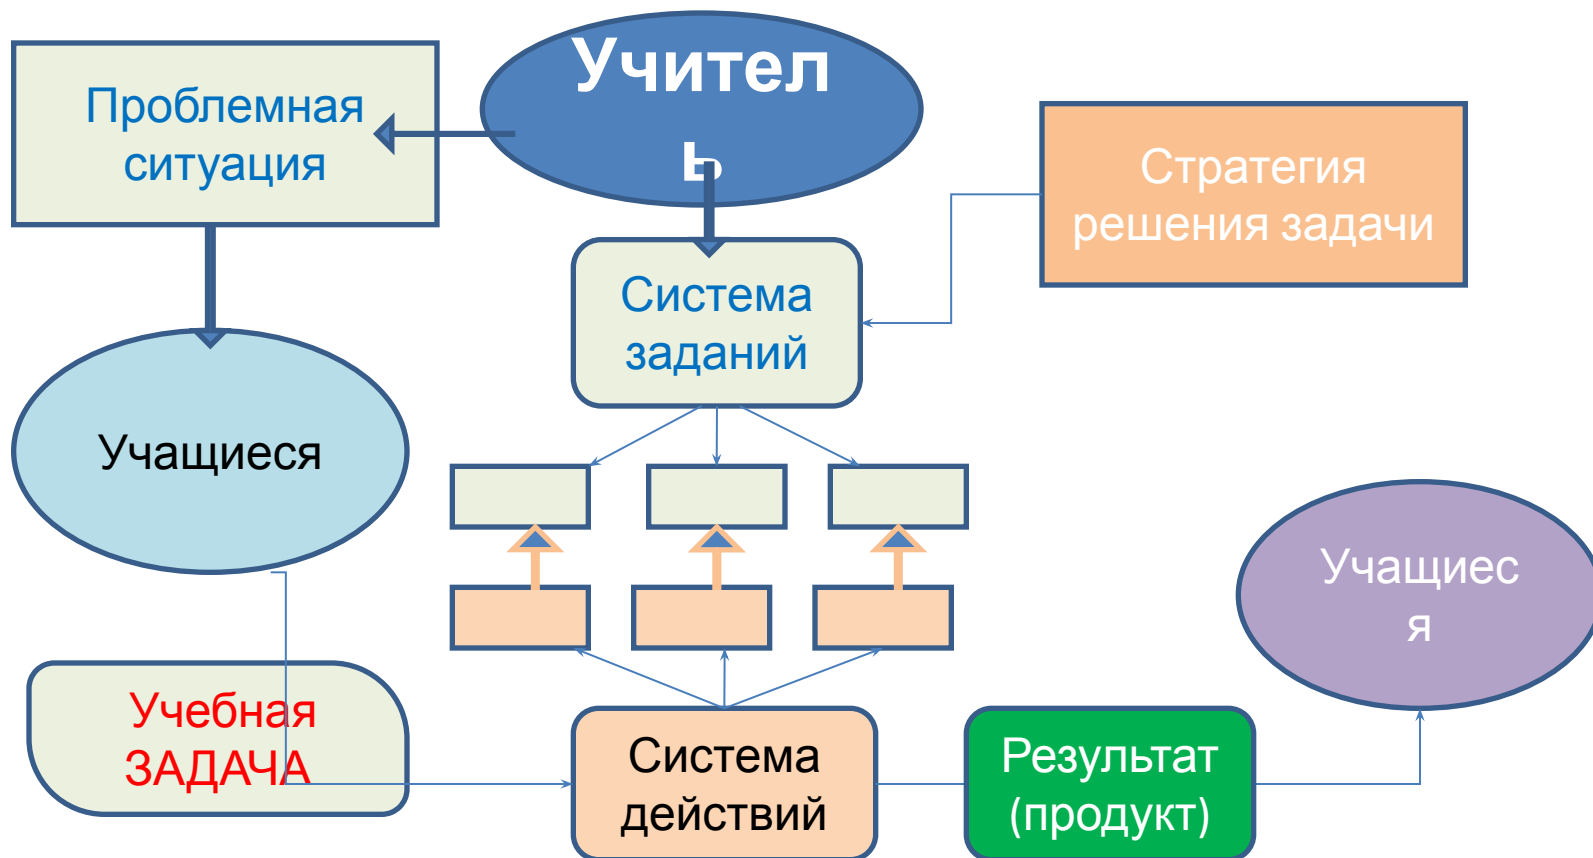 Учител
ь
Проблемная
ситуация
Стратегия
решения задачи
Система
заданий
Учащиеся
Учащиес
я
Учебная
ЗАДАЧА
Система
действий
Результат
(продукт)